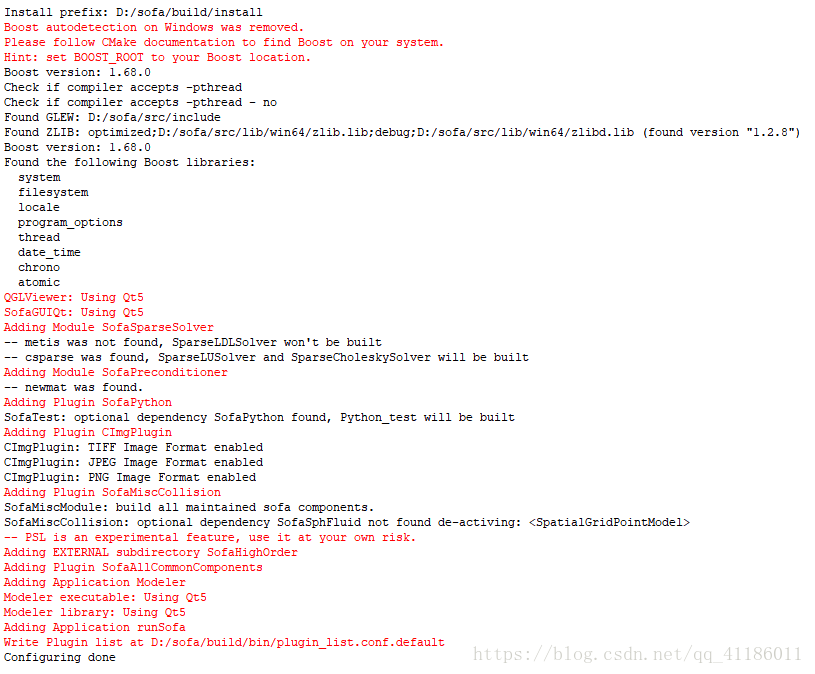 Install prefix: D:/sofa/build/install
Boost autodetection on Windows was removed.
Please follow CMake documentation to find Boost on your system.
Hint: set BOOST_ROOT to your Boost location.
Boost version: 1.68.0
Check if compiler accepts -pthread
Check if compiler accepts -pthread - no
Found GLEW: D:/sofa/src/include
Found ZLIB: optimized;D:/sofa/src/lib/win64/zlib.lib;debug;D:/sofa/src/lib/win64/zlibd.lib (found version "1.2.8")
Boost version: 1.68.0
Found the following Boost libraries:
  system
  filesystem
  locale
  program_options
  thread
  date_time
  chrono
  atomic
QGLViewer: Using Qt5
SofaGUIQt: Using Qt5
Adding Module SofaSparseSolver
-- metis was not found, SparseLDLSolver won't be built
-- csparse was found, SparseLUSolver and SparseCholeskySolver will be built
Adding Module SofaPreconditioner
-- newmat was found.
Adding Plugin SofaPython
SofaTest: optional dependency SofaPython found, Python_test will be built
Adding Plugin CImgPlugin
CImgPlugin: TIFF Image Format enabled
CImgPlugin: JPEG Image Format enabled
CImgPlugin: PNG Image Format enabled
Adding Plugin SofaMiscCollision
SofaMiscModule: build all maintained sofa components.
SofaMiscCollision: optional dependency SofaSphFluid not found de-activing: <SpatialGridPointModel>
-- PSL is an experimental feature, use it at your own risk.
Adding EXTERNAL subdirectory SofaHighOrder
Adding Plugin SofaAllCommonComponents
Adding Application Modeler
Modeler executable: Using Qt5
Modeler library: Using Qt5
Adding Application runSofa
Write Plugin list at D:/sofa/build/bin/plugin_list.conf.default
Configuring done
https://blog.csdn.net/qq_41186011